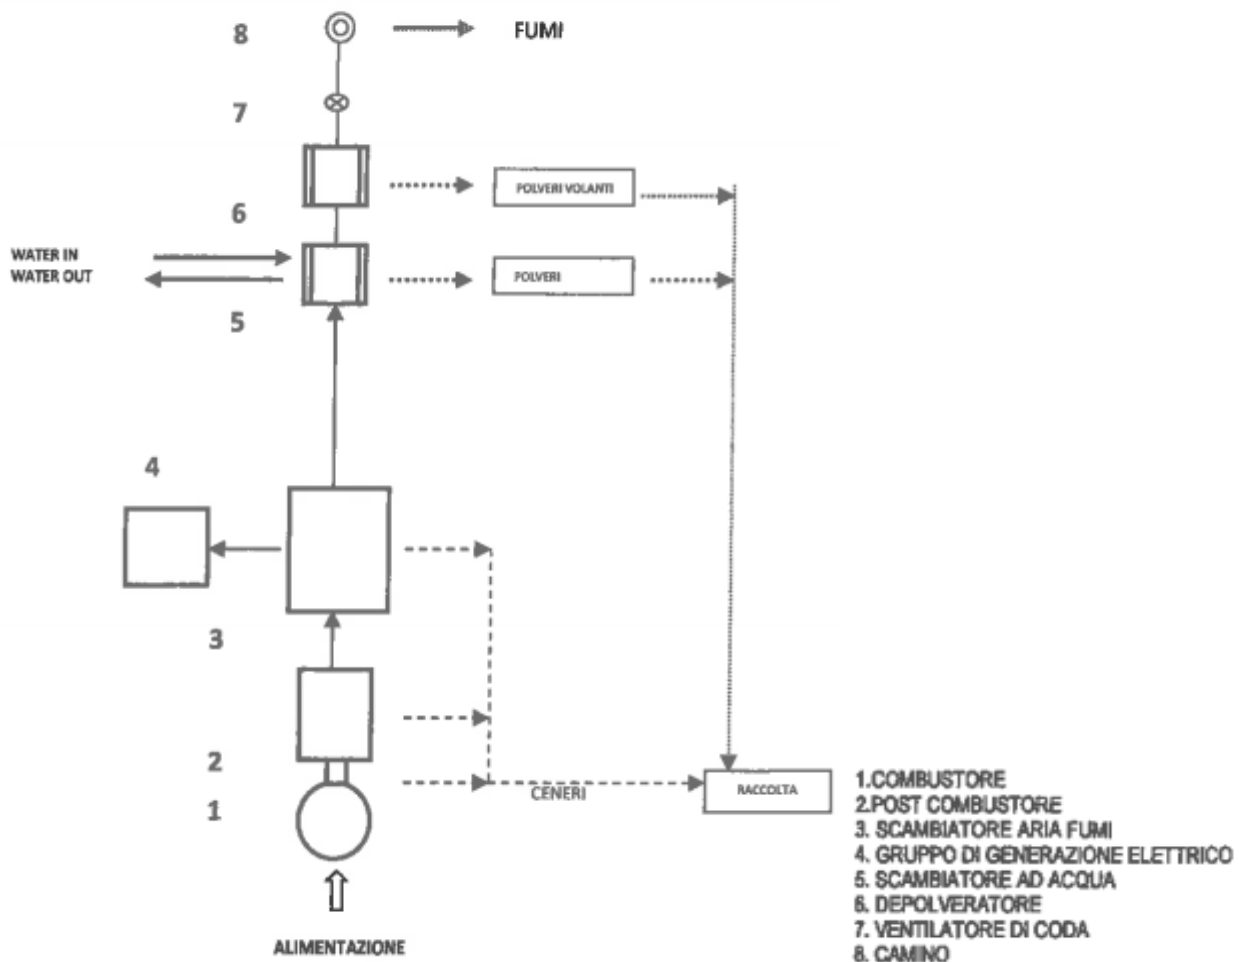 8
FUMI
7
POLVERI VOLANTI
6
WATER IN
WATER OUT
POLVERI
5
4
3
2
1
CENERI
RACCOLTA
ALIMENTAZIONE
1.COMBUSTORE
2.POST COMBUSTORE
3. SCAMBIATORE ARIA FUMI
4. GRUPPO DI GENERAZIONE ELETTRICO
5. SCAMBIATORE AD ACQUA
6. DEPOLVERATORE
7. VENTILATORE DI CODA
8. CAMINO